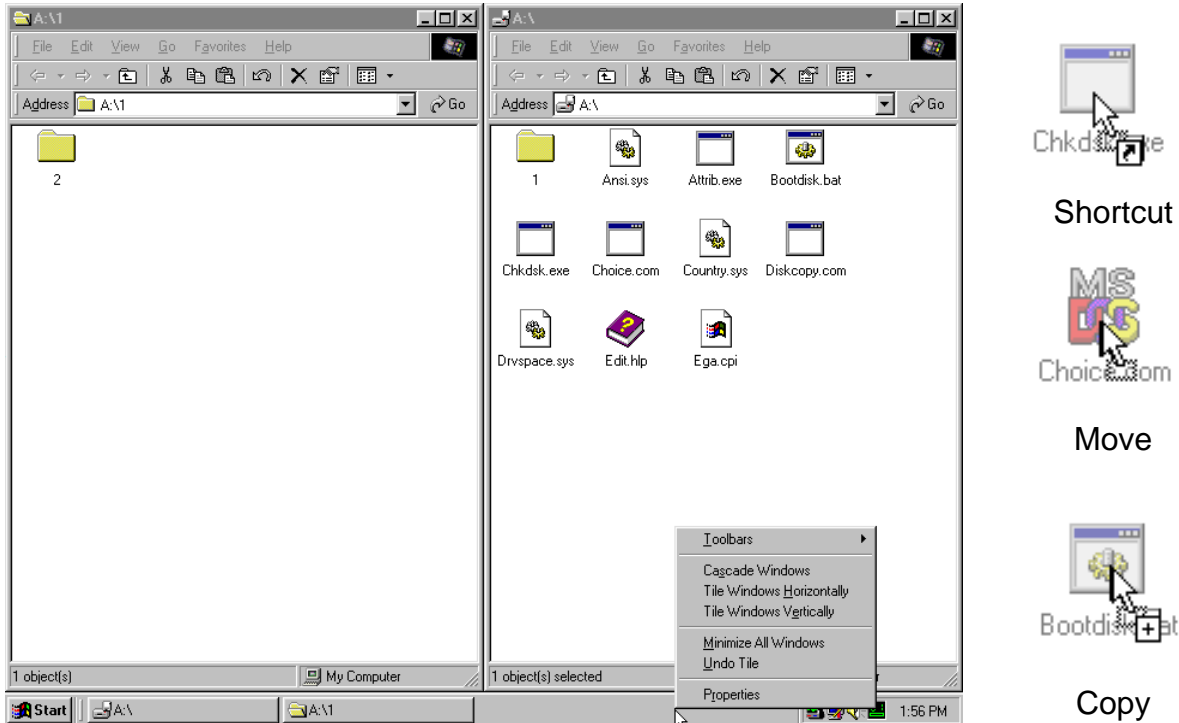 A:\1
File Edit View Go Favorites Help
Address A:\1 Go
2
1 object(s) My Computer
A:\
File Edit View Go Favorites Help
Address A:\ Go
1 Ansi.sys Attrib.exe Bootdisk.bat
Chkdsk.exe Choice.com Country.sys Diskcopy.com
Drvspace.sys Edit.hlp Ega.cpi
1 object(s) selected
Toolbars
Cascade Windows
Tile Windows Horizontally
Tile Windows Vertically
Minimize All Windows
Undo Tile
Properties
Start A:\ A:\1 1:56 PM
Shortcut
MS
DOS
Move
Copy